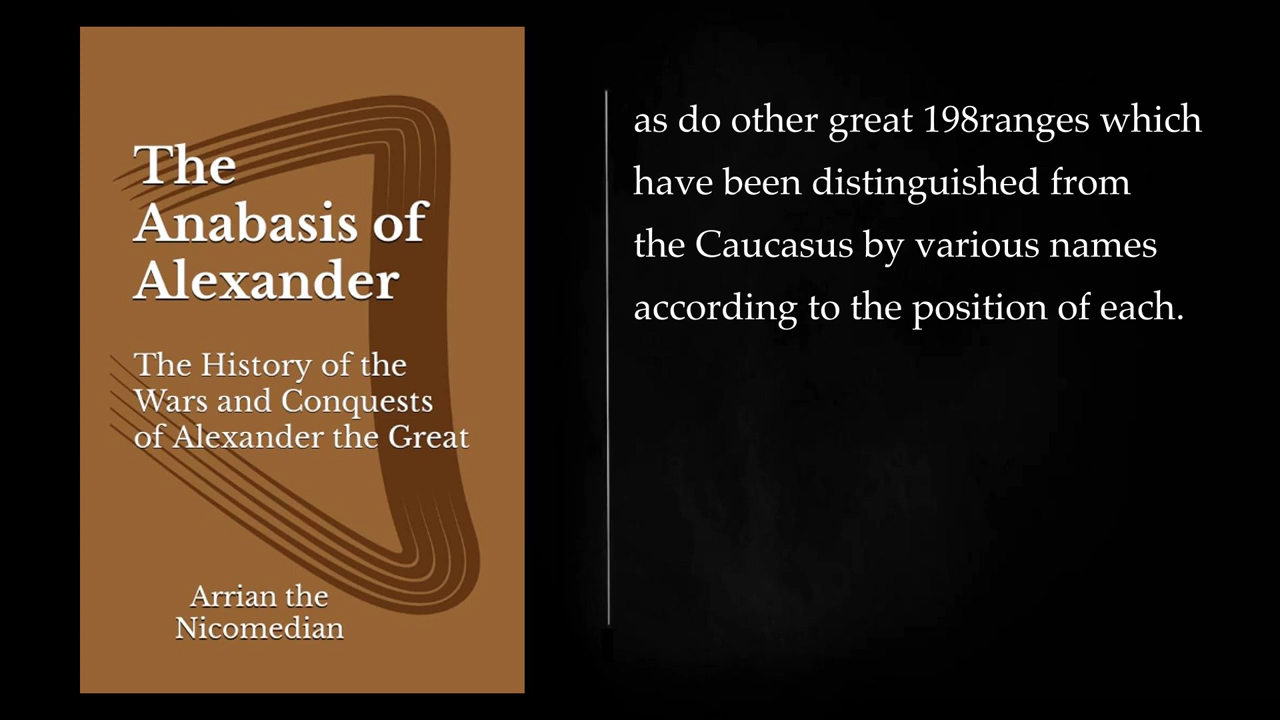 The
Anabasis of
Alexander
The History of the
Wars and Conquests
of Alexander the Great
Arrian the
Nicomedian
as do other great 198ranges which
have been distinguished from
the Caucasus by various names
according to the position of each.